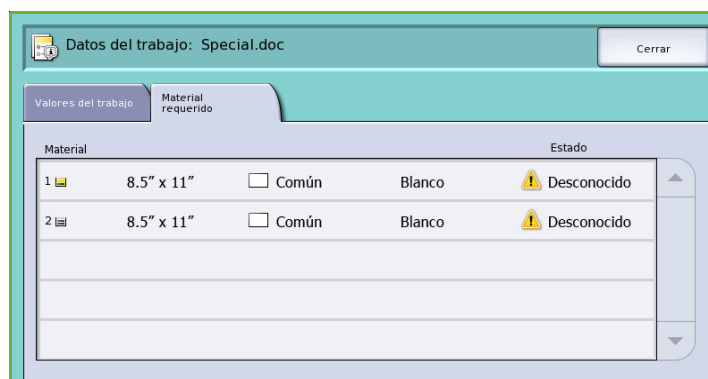 Datos del trabajo: Special.doc
Cerrar
Valores del trabajo
Material
requerido
Material Estado
1 8.5" x 11" Común Blanco Desconocido
2 8.5" x 11" Común Blanco Desconocido